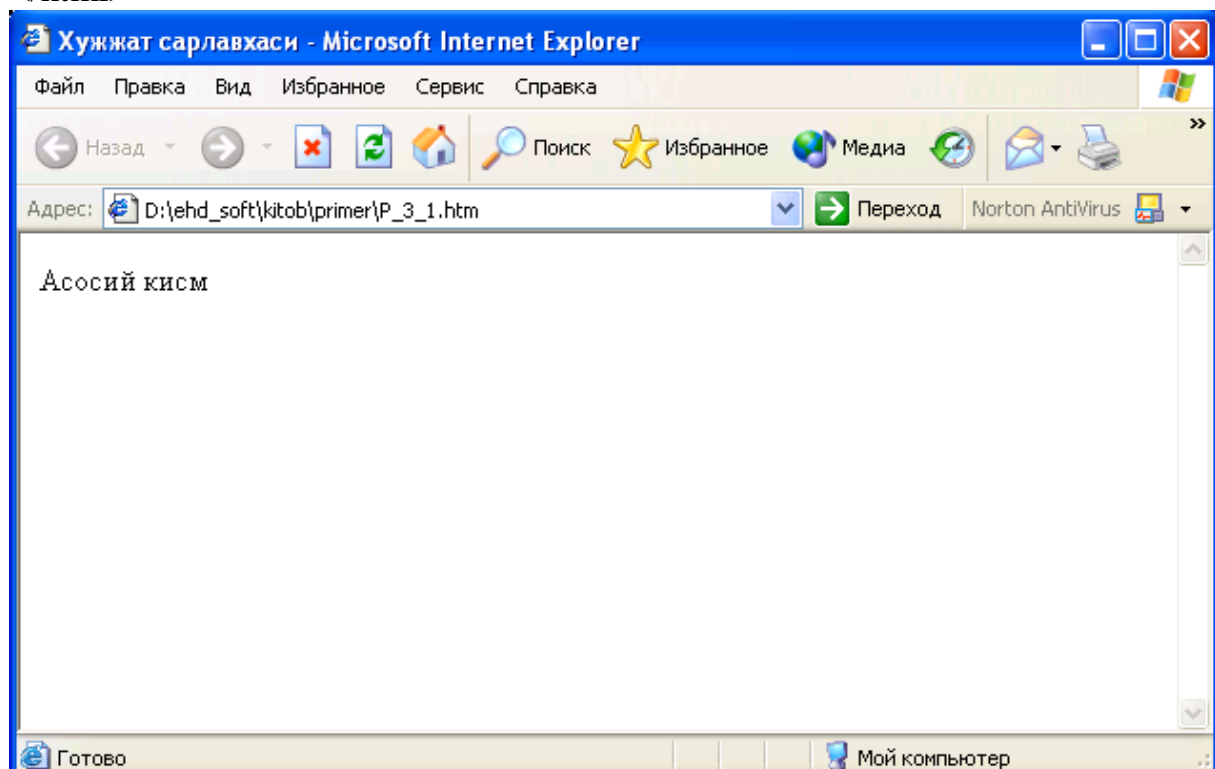 Хужжат сарлавхаси - Microsoft Internet Explorer
Файл Правка Вид Избранное Сервис Справка
Назад Поиск Избранное Медиа »
Адрес: D:\ehd_soft\kitob\primer\P_3_1.htm Переход Norton AntiVirus
Асосий кисм
Готово Мой компьютер